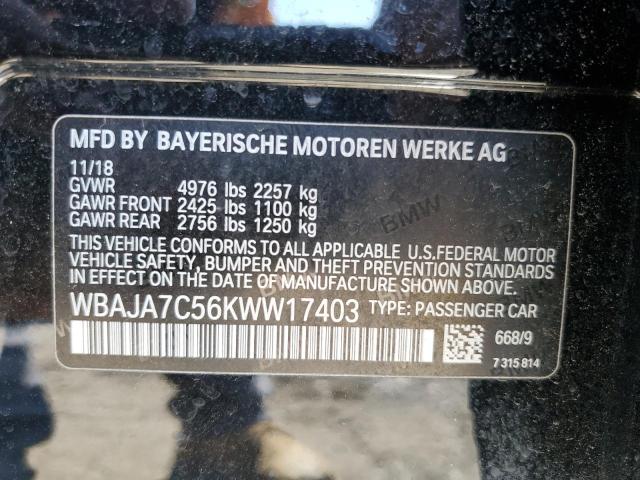 MFD BY BAYERISCHE MOTOREN WERKE AG
11/18
GVWR 4976 lbs 2257 kg
GAWR FRONT 2425 lbs 1100 kg
GAWR REAR 2756 lbs 1250 kg
THIS VEHICLE CONFORMS TO ALL APPLICABLE U.S.FEDERAL MOTOR
VEHICLE SAFETY, BUMPER AND THEFT PREVENTION STANDARDS
IN EFFECT ON THE DATE OF MANUFACTURE SHOWN ABOVE.
WBAJA7C56KWW17403 TYPE: PASSENGER CAR
668/9
7 315 814
BMW